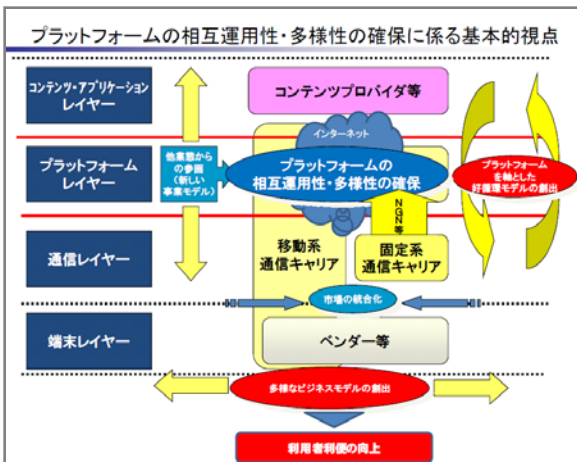 プラットフォームの相互運用性・多様性の確保に係る基本的視点
コンテンツ・アプリケーション
レイヤー
コンテンツプロバイダ等
インターネット
プラットフォーム
レイヤー
他業態から
の参画
(新しい
事業モデル)
プラットフォームの
相互運用性・多様性の確保
プラットフォーム
を軸とした
好循環モデルの創出
NGN等
通信レイヤー
移動系
通信キャリア
固定系
通信キャリア
市場の統合化
端末レイヤー
ベンダー等
多様なビジネスモデルの創出
利用者利便の向上